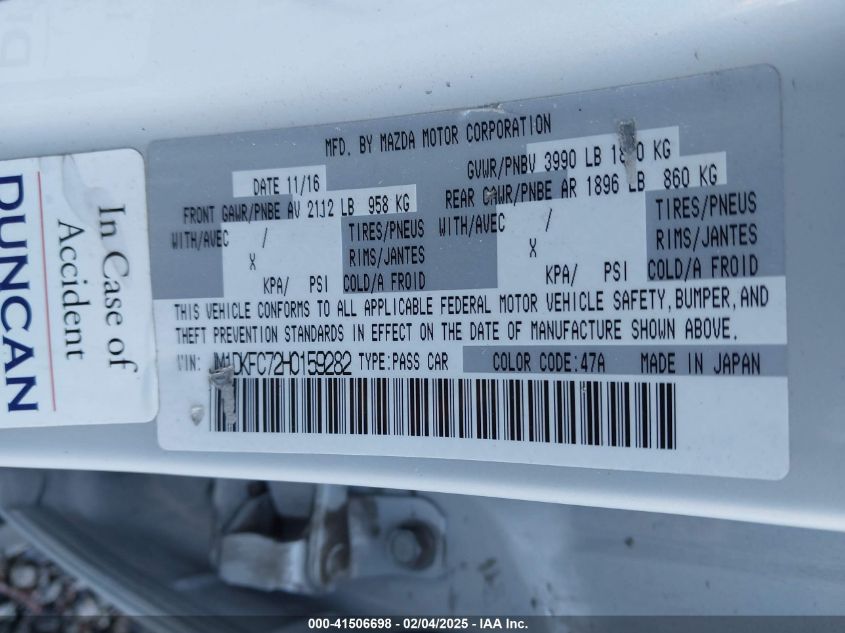 MFD. BY MAZDA MOTOR CORPORATION
DATE 11/16
GVWR/PNBV 3990 LB KG
FRONT GAWR/PNBE AV 2112 LB 958 KG
REAR GAWR/PNBE AR 1896 LB 860 KG
WITH/AVEC / TIRES/PNEUS
X RIMS/JANTES
KPA/ PSI COLD/A FROID
WITH/AVEC / TIRES/PNEUS
X RIMS/JANTES
KPA/ PSI COLD/A FROID
THIS VEHICLE CONFORMS TO ALL APPLICABLE FEDERAL MOTOR VEHICLE SAFETY, BUMPER, AND
THEFT PREVENTION STANDARDS IN EFFECT ON THE DATE OF MANUFACTURE SHOWN ABOVE.
VIN: JM1DKFC72H0159282 TYPE:PASS CAR COLOR CODE:47A MADE IN JAPAN
In Case of
Accident
DUNCAN
000-41506698 - 02/04/2025 - IAA Inc.